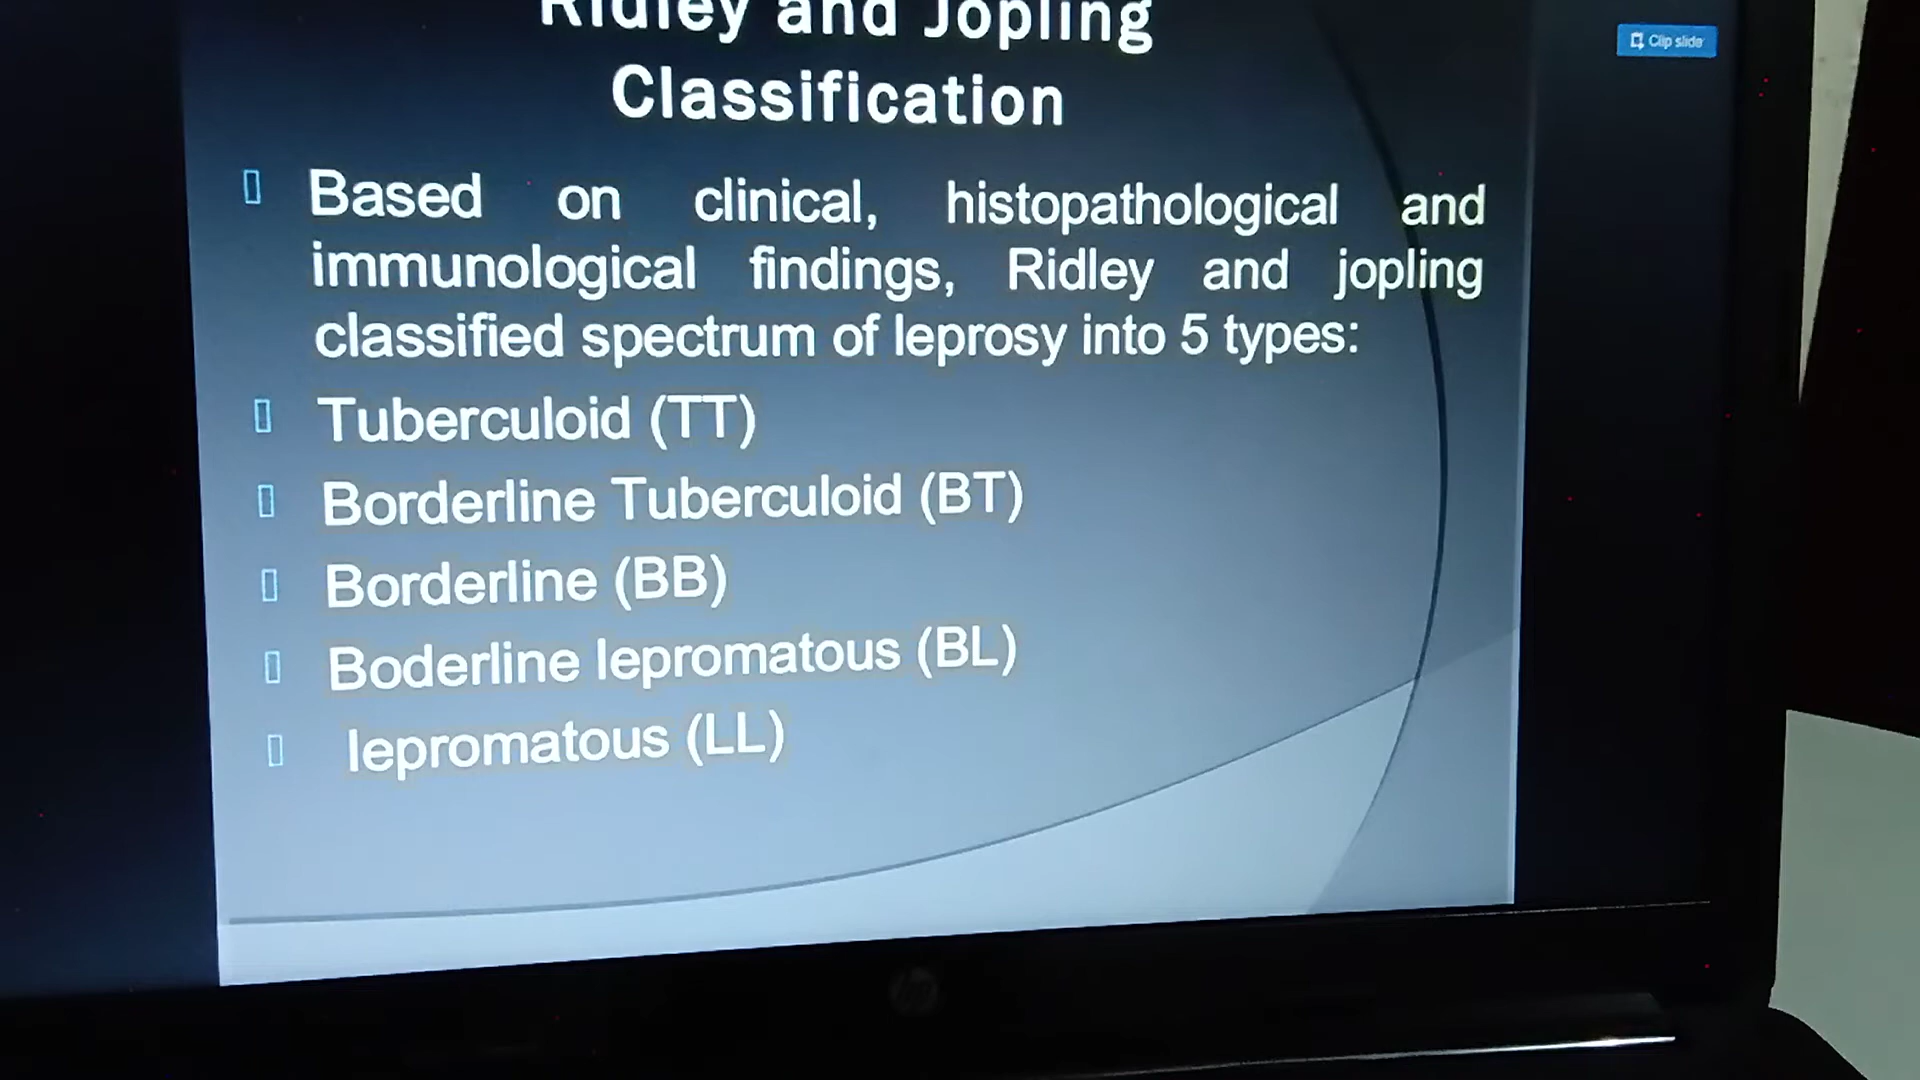 Ridley and Jopling
Classification
Clip slide
Based on clinical, histopathological and
immunological findings, Ridley and jopling
classified spectrum of leprosy into 5 types:
Tuberculoid (TT)
Borderline Tuberculoid (BT)
Borderline (BB)
Boderline lepromatous (BL)
lepromatous (LL)
hp